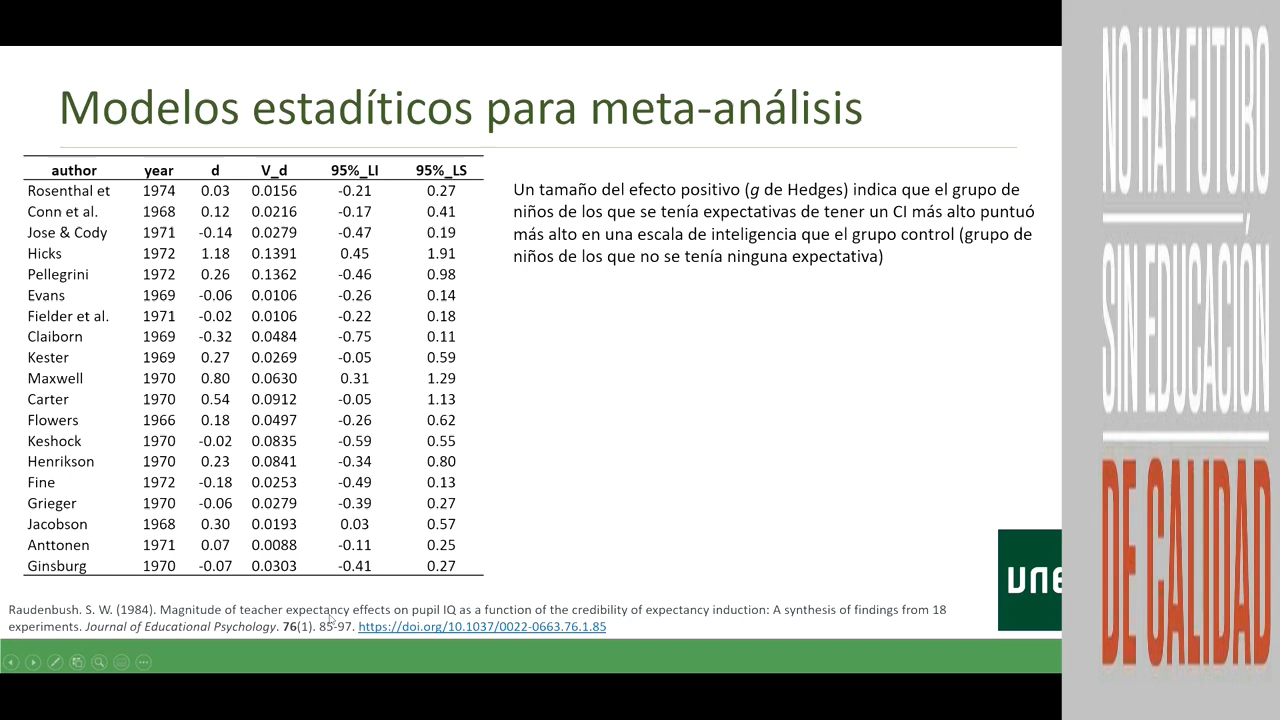 Modelos estadíticos para meta-análisis
author year d V_d 95%_LI 95%_LS
Rosenthal et 1974 0.03 0.0156 -0.21 0.27
Conn et al. 1968 0.12 0.0216 -0.17 0.41
Jose & Cody 1971 -0.14 0.0279 -0.47 0.19
Hicks 1972 1.18 0.1391 0.45 1.91
Pellegrini 1972 0.26 0.1362 -0.46 0.98
Evans 1969 -0.06 0.0106 -0.26 0.14
Fielder et al. 1971 -0.02 0.0106 -0.22 0.18
Claiborn 1969 -0.32 0.0484 -0.75 0.11
Kester 1969 0.27 0.0269 -0.05 0.59
Maxwell 1970 0.80 0.0630 0.31 1.29
Carter 1970 0.54 0.0912 -0.05 1.13
Flowers 1966 0.18 0.0497 -0.26 0.62
Keshock 1970 -0.02 0.0835 -0.59 0.55
Henrikson 1970 0.23 0.0841 -0.34 0.80
Fine 1972 -0.18 0.0253 -0.49 0.13
Grieger 1970 -0.06 0.0279 -0.39 0.27
Jacobson 1968 0.30 0.0193 0.03 0.57
Anttonen 1971 0.07 0.0088 -0.11 0.25
Ginsburg 1970 -0.07 0.0303 -0.41 0.27
Un tamaño del efecto positivo (g de Hedges) indica que el grupo de
niños de los que se tenía expectativas de tener un CI más alto puntuó
más alto en una escala de inteligencia que el grupo control (grupo de
niños de los que no se tenía ninguna expectativa)
Raudenbush. S. W. (1984). Magnitude of teacher expectancy effects on pupil IQ as a function of the credibility of expectancy induction: A synthesis of findings from 18
experiments. Journal of Educational Psychology. 76(1). 85-97. https://doi.org/10.1037/0022-0663.76.1.85
une
NO HAY FUTURO
SIN EDUCACIÓN
DE CALIDAD